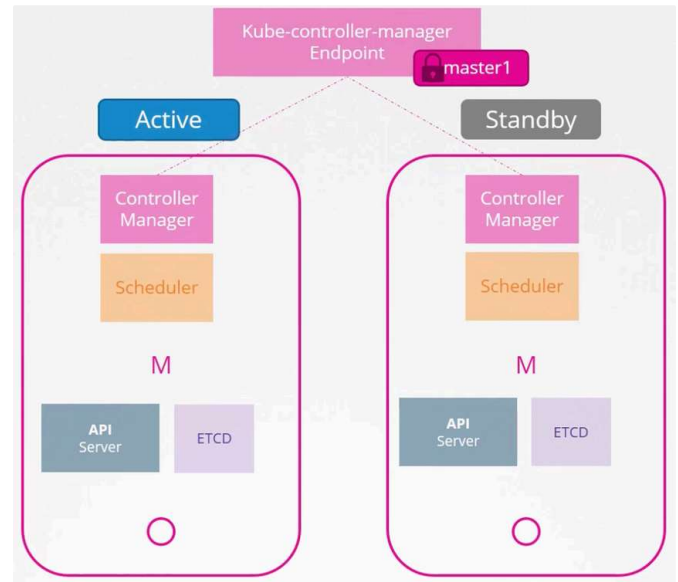 Kube-controller-manager
Endpoint
master1
Active
Standby
Controller
Manager
Controller
Manager
Scheduler
Scheduler
M
M
API
Server
ETCD
API
Server
ETCD